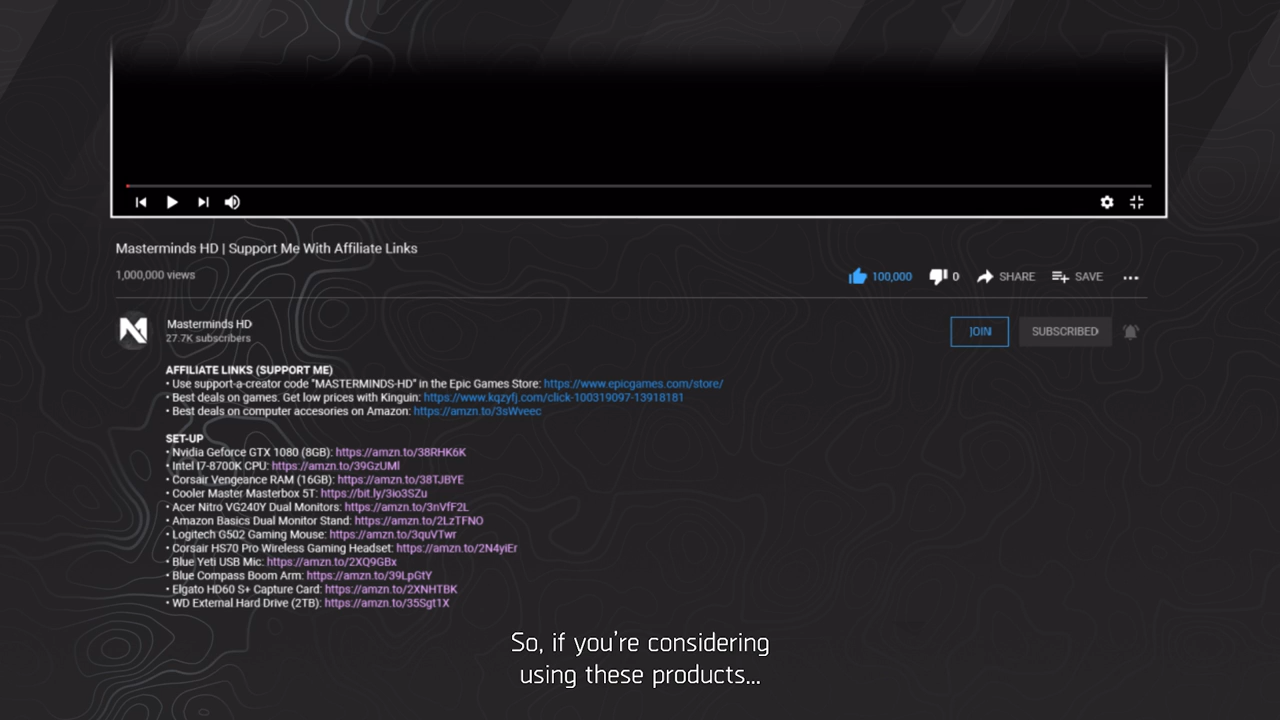 Masterminds HD | Support Me With Affiliate Links
1,000,000 views
100,000
0
SHARE
SAVE
Masterminds HD
27.7K subscribers
JOIN
SUBSCRIBED
AFFILIATE LINKS (SUPPORT ME)
• Use support-a-creator code "MASTERMINDS-HD" in the Epic Games Store: https://www.epicgames.com/store/
• Best deals on games. Get low prices with Kinguin: https://www.kqzyfj.com/click-100319097-13918181
• Best deals on computer accesories on Amazon: https://amzn.to/3sWveec
SET-UP
• Nvidia Geforce GTX 1080 (8GB): https://amzn.to/38RHK6K
• Intel I7-8700K CPU: https://amzn.to/39GzUMl
• Corsair Vengeance RAM (16GB): https://amzn.to/38TJBYE
• Cooler Master Masterbox 5T: https://bit.ly/3io3SZu
• Acer Nitro VG240Y Dual Monitors: https://amzn.to/3nVfF2L
• Amazon Basics Dual Monitor Stand: https://amzn.to/2LzTFNO
• Logitech G502 Gaming Mouse: https://amzn.to/3quVTwr
• Corsair HS70 Pro Wireless Gaming Headset: https://amzn.to/2N4yiEr
• Blue Yeti USB Mic: https://amzn.to/2XQ9GBx
• Blue Compass Boom Arm: https://amzn.to/39LpGtY
• Elgato HD60 S+ Capture Card: https://amzn.to/2XNHTBK
• WD External Hard Drive (2TB): https://amzn.to/35Sgt1X
So, if you're considering
using these products...